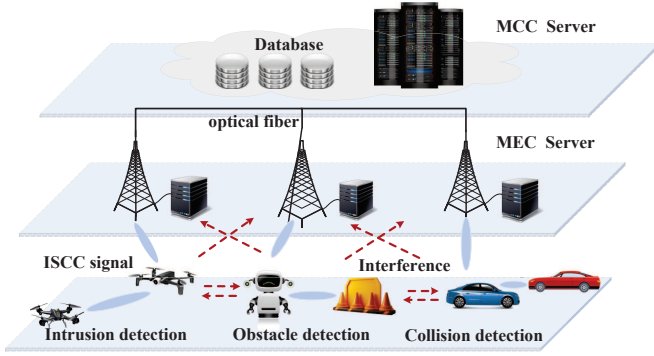 MCC Server
Database
optical fiber
MEC Server
ISCC signal
Interference
Intrusion detection
Obstacle detection
Collision detection